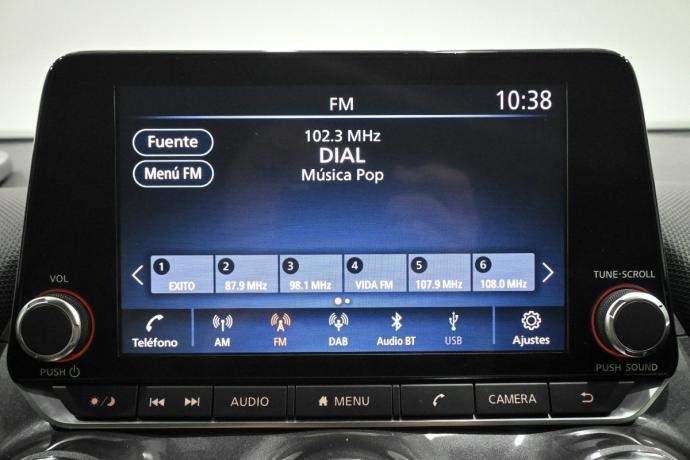 FM
10:38
Fuente
102.3 MHz
DIAL
Menú FM
Música Pop
VOL
TUNE-SCROLL
1 2 3 4 5 6
EXITO 87.9 MHz 98.1 MHz VIDA FM 107.9 MHz 108.0 MHz
Teléfono AM FM DAB Audio BT USB Ajustes
PUSH
PUSH SOUND
AUDIO MENU CAMERA